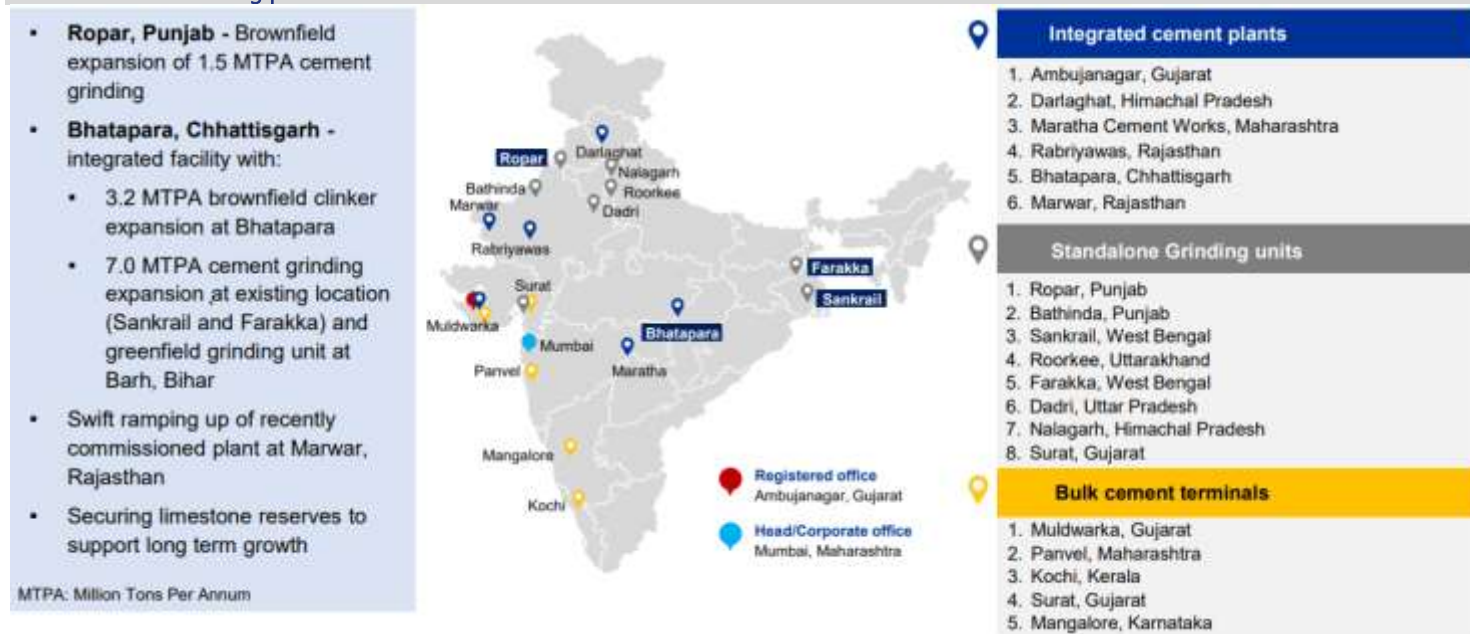 • Ropar, Punjab - Brownfield
expansion of 1.5 MTPA cement
grinding
• Bhatapara, Chhattisgarh -
integrated facility with:
• 3.2 MTPA brownfield clinker
expansion at Bhatapara
• 7.0 MTPA cement grinding
expansion at existing location
(Sankrail and Farakka) and
greenfield grinding unit at
Barh, Bihar
• Swift ramping up of recently
commissioned plant at Marwar,
Rajasthan
• Securing limestone reserves to
support long term growth
MTPA: Million Tons Per Annum
Darlaghat
Ropar
Nalagarh
Bathinda
Roorkee
Marwar
Dadri
Rabriyawas
Farakka
Surat
Sankrail
Muldwarka
Bhatapara
Mumbai
Panvel
Maratha
Mangalore
Kochi
Registered office
Ambujanagar, Gujarat
Head/Corporate office
Mumbai, Maharashtra
Integrated cement plants
1. Ambujanagar, Gujarat
2. Darlaghat, Himachal Pradesh
3. Maratha Cement Works, Maharashtra
4. Rabriyawas, Rajasthan
5. Bhatapara, Chhattisgarh
6. Marwar, Rajasthan
Standalone Grinding units
1. Ropar, Punjab
2. Bathinda, Punjab
3. Sankrail, West Bengal
4. Roorkee, Uttarakhand
5. Farakka, West Bengal
6. Dadri, Uttar Pradesh
7. Nalagarh, Himachal Pradesh
8. Surat, Gujarat
Bulk cement terminals
1. Muldwarka, Gujarat
2. Panvel, Maharashtra
3. Kochi, Kerala
4. Surat, Gujarat
5. Mangalore, Karnataka